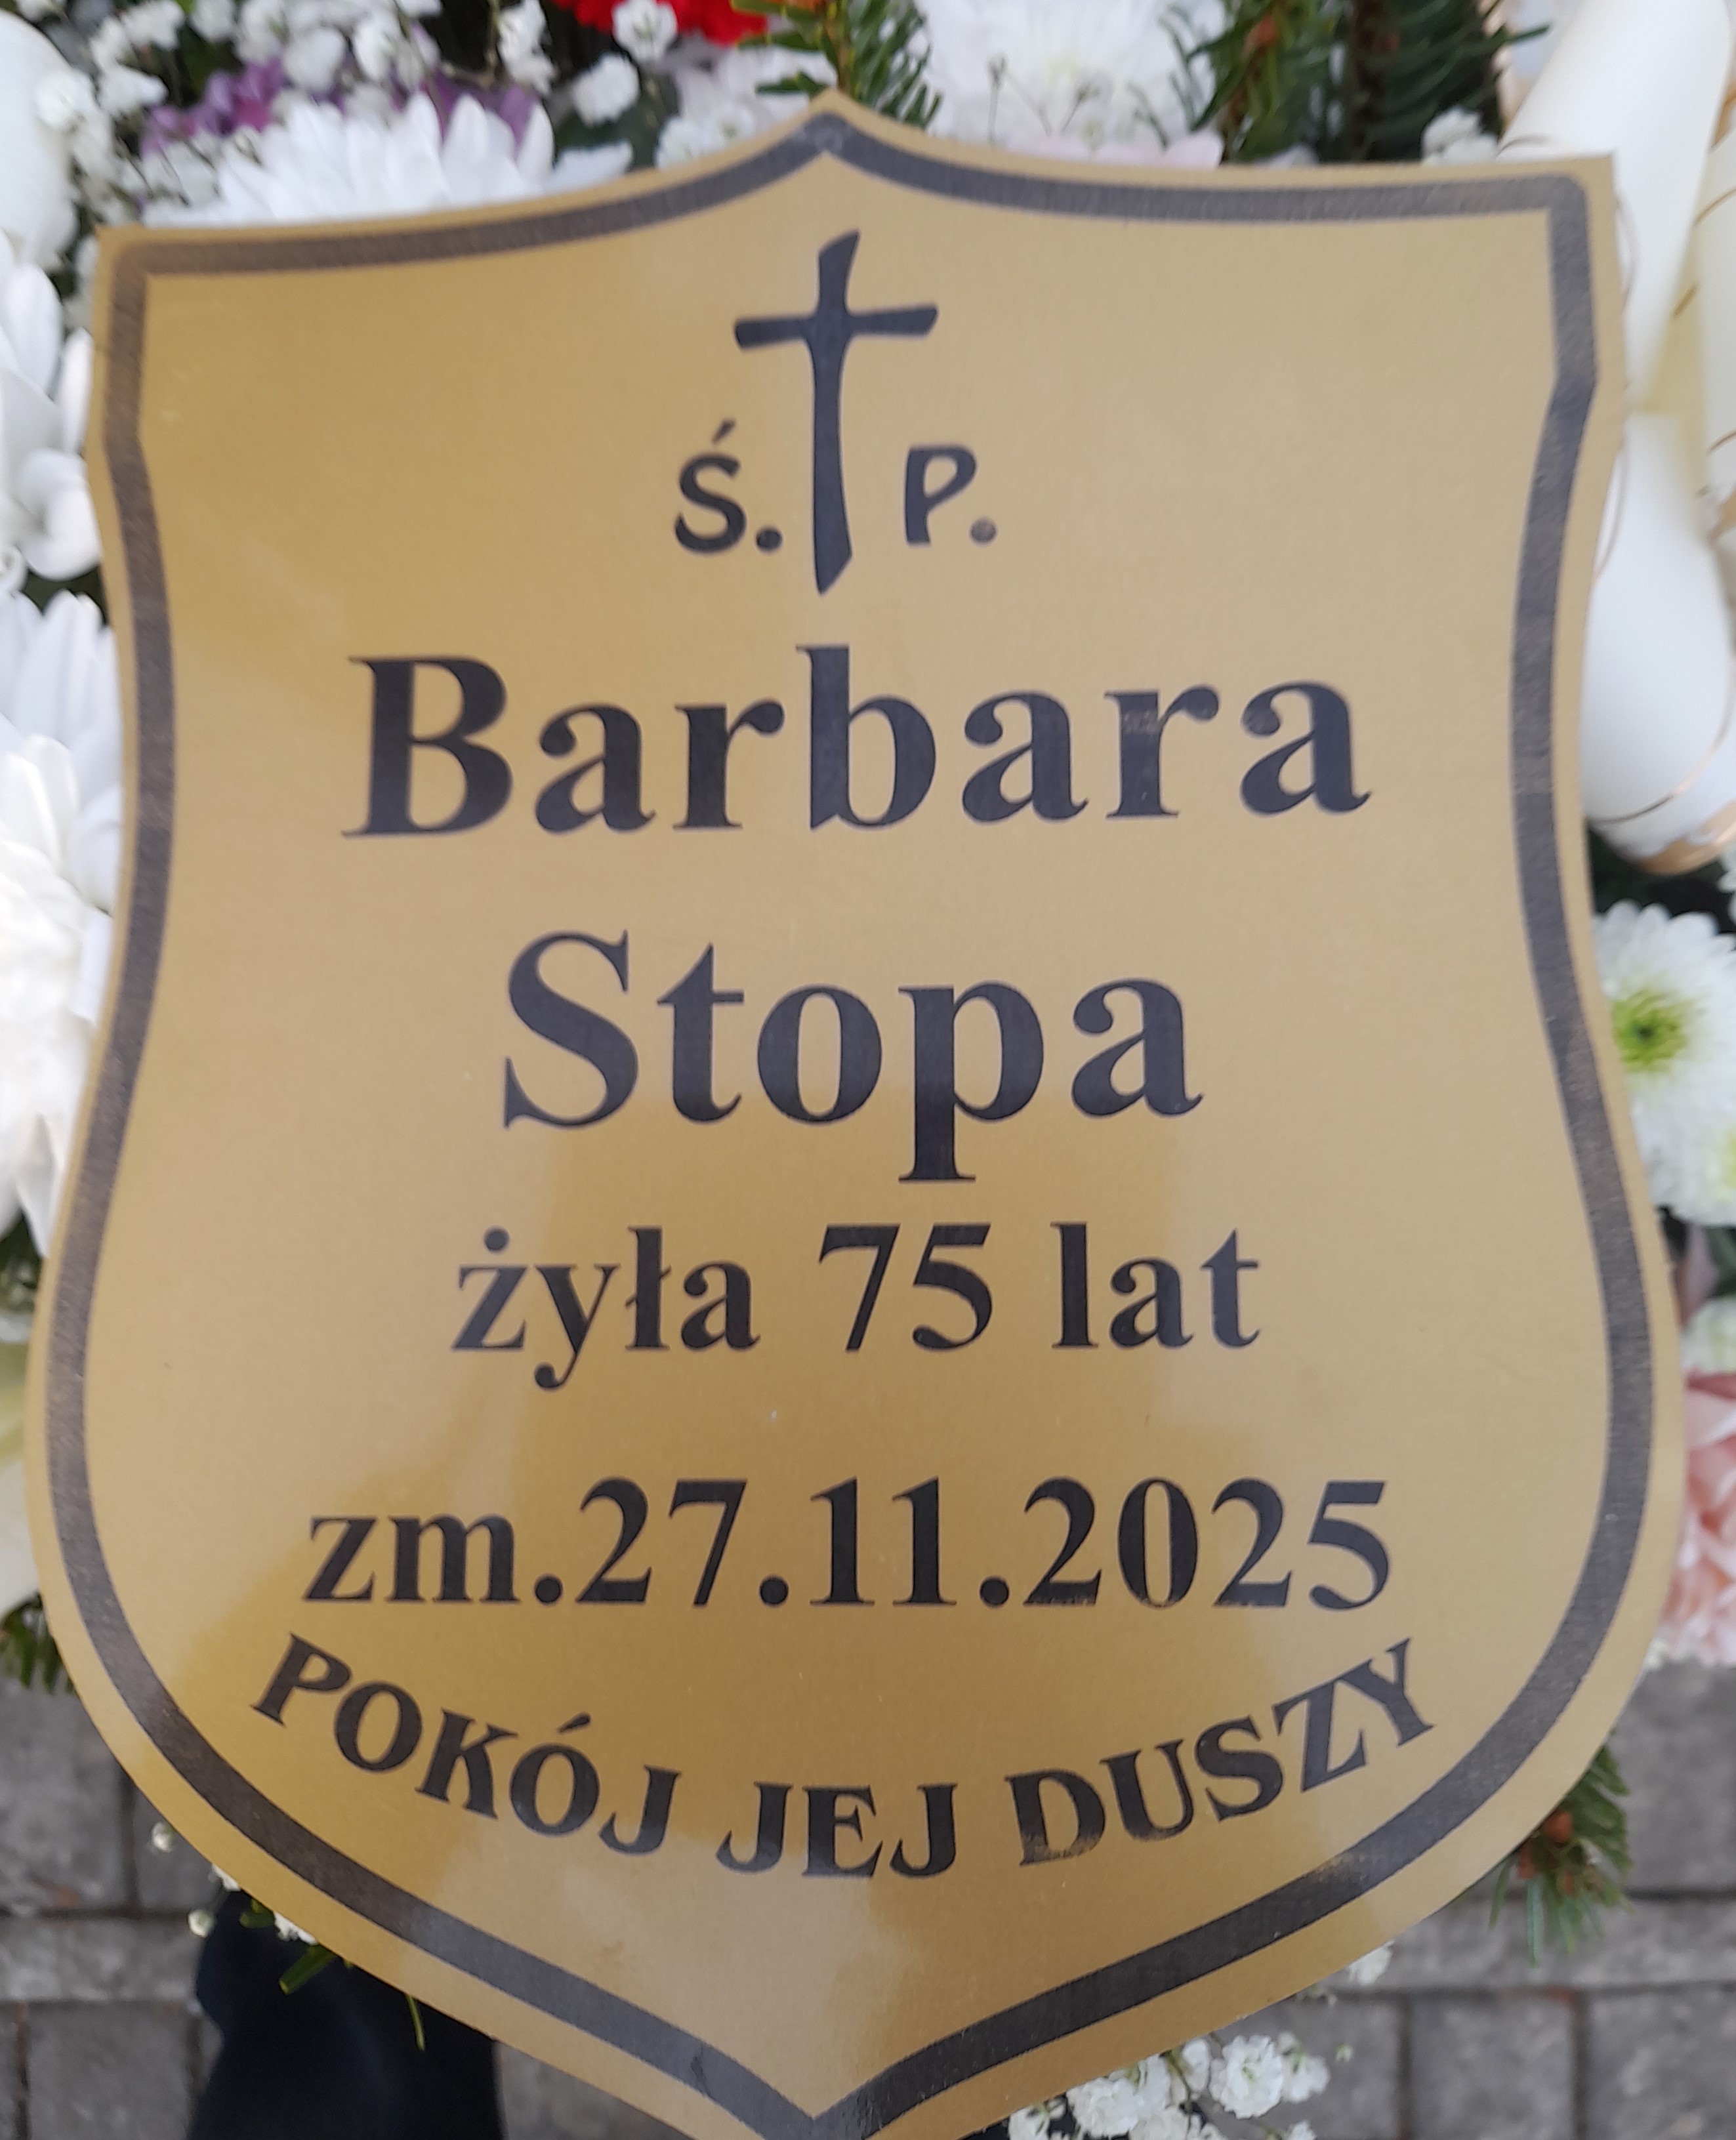 Ś. P.
Barbara
Stopa
żyła 75 lat
zm.27.11.2025
POKÓJ JEJ DUSZY